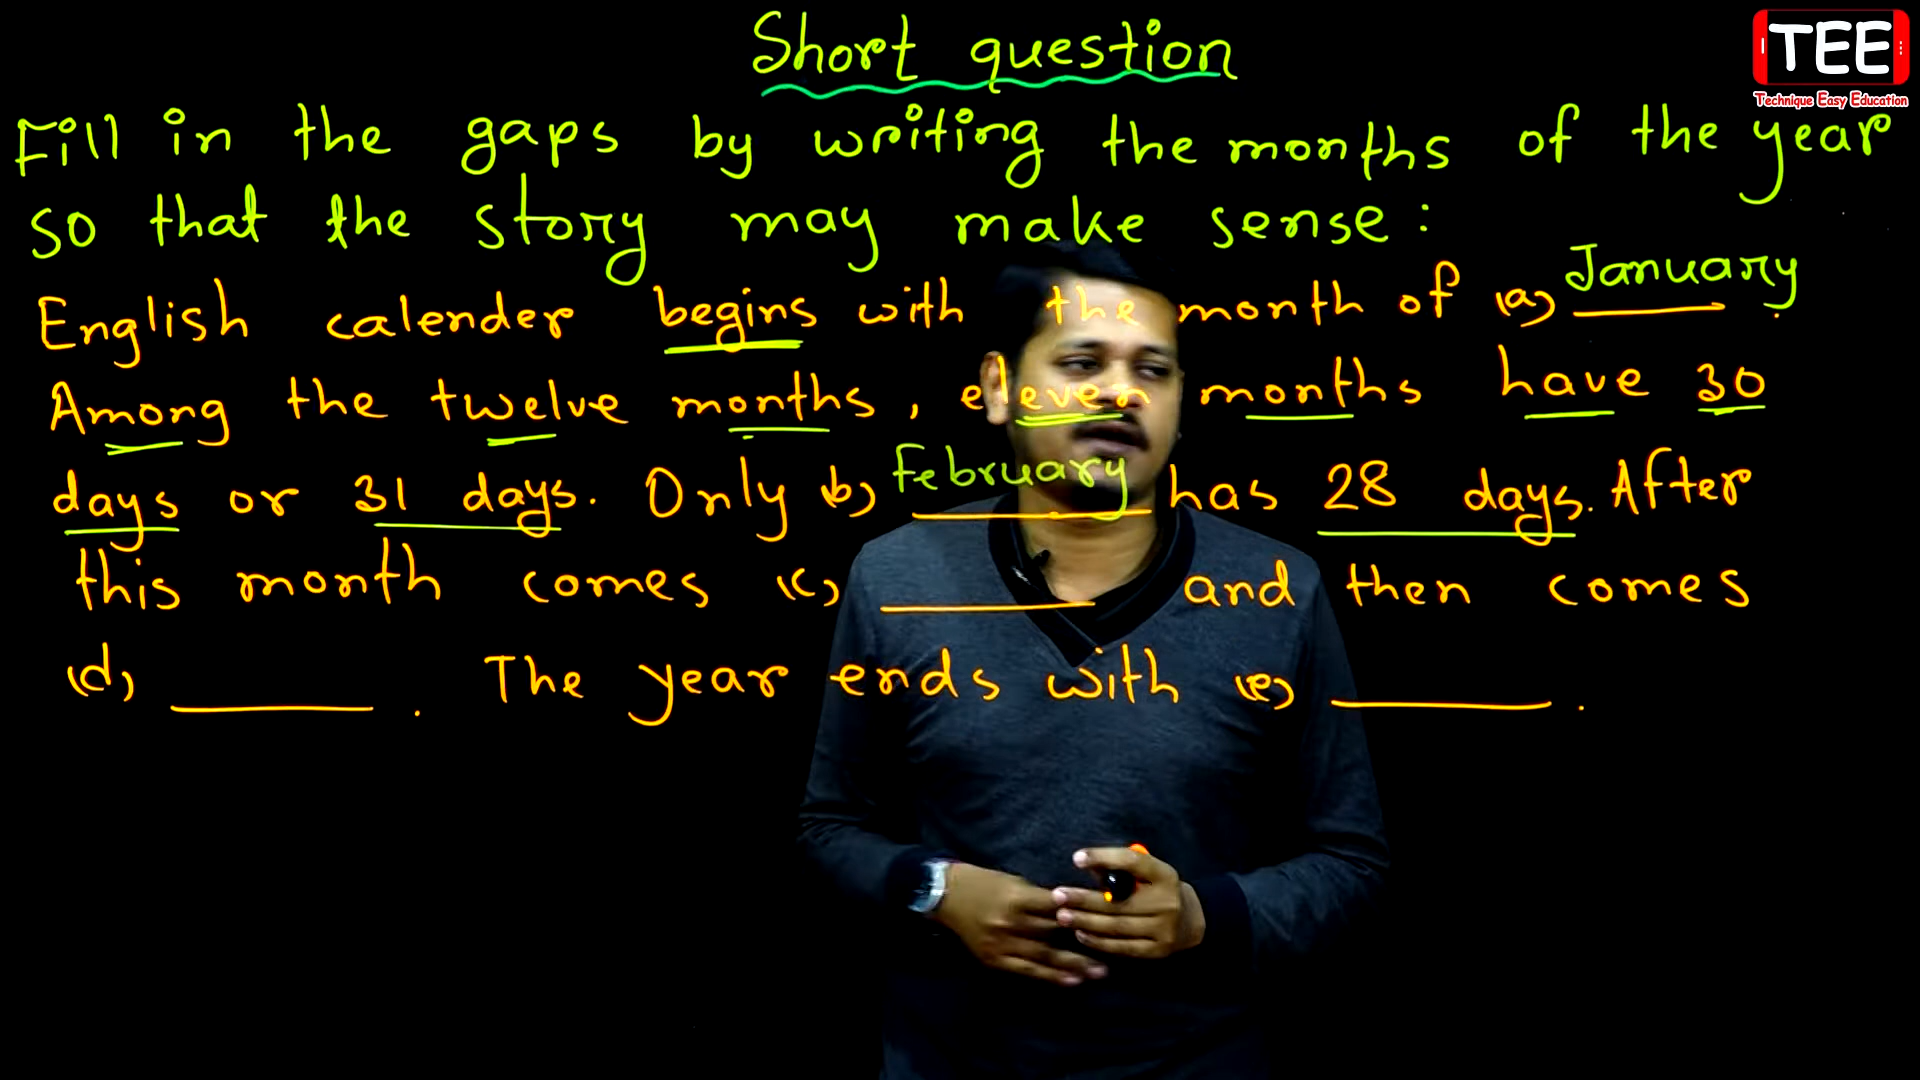 Short question
TEE
Technique Easy Education
Fill in the gaps by writing the months of the year
so that the story may make sense:
English calender begins with the month of (a) January.
Among the twelve months, eleven months have 30
days or 31 days. Only (b) February has 28 days. After
this month comes (c) ______ and then comes
(d) ______. The year ends with (e) ______.